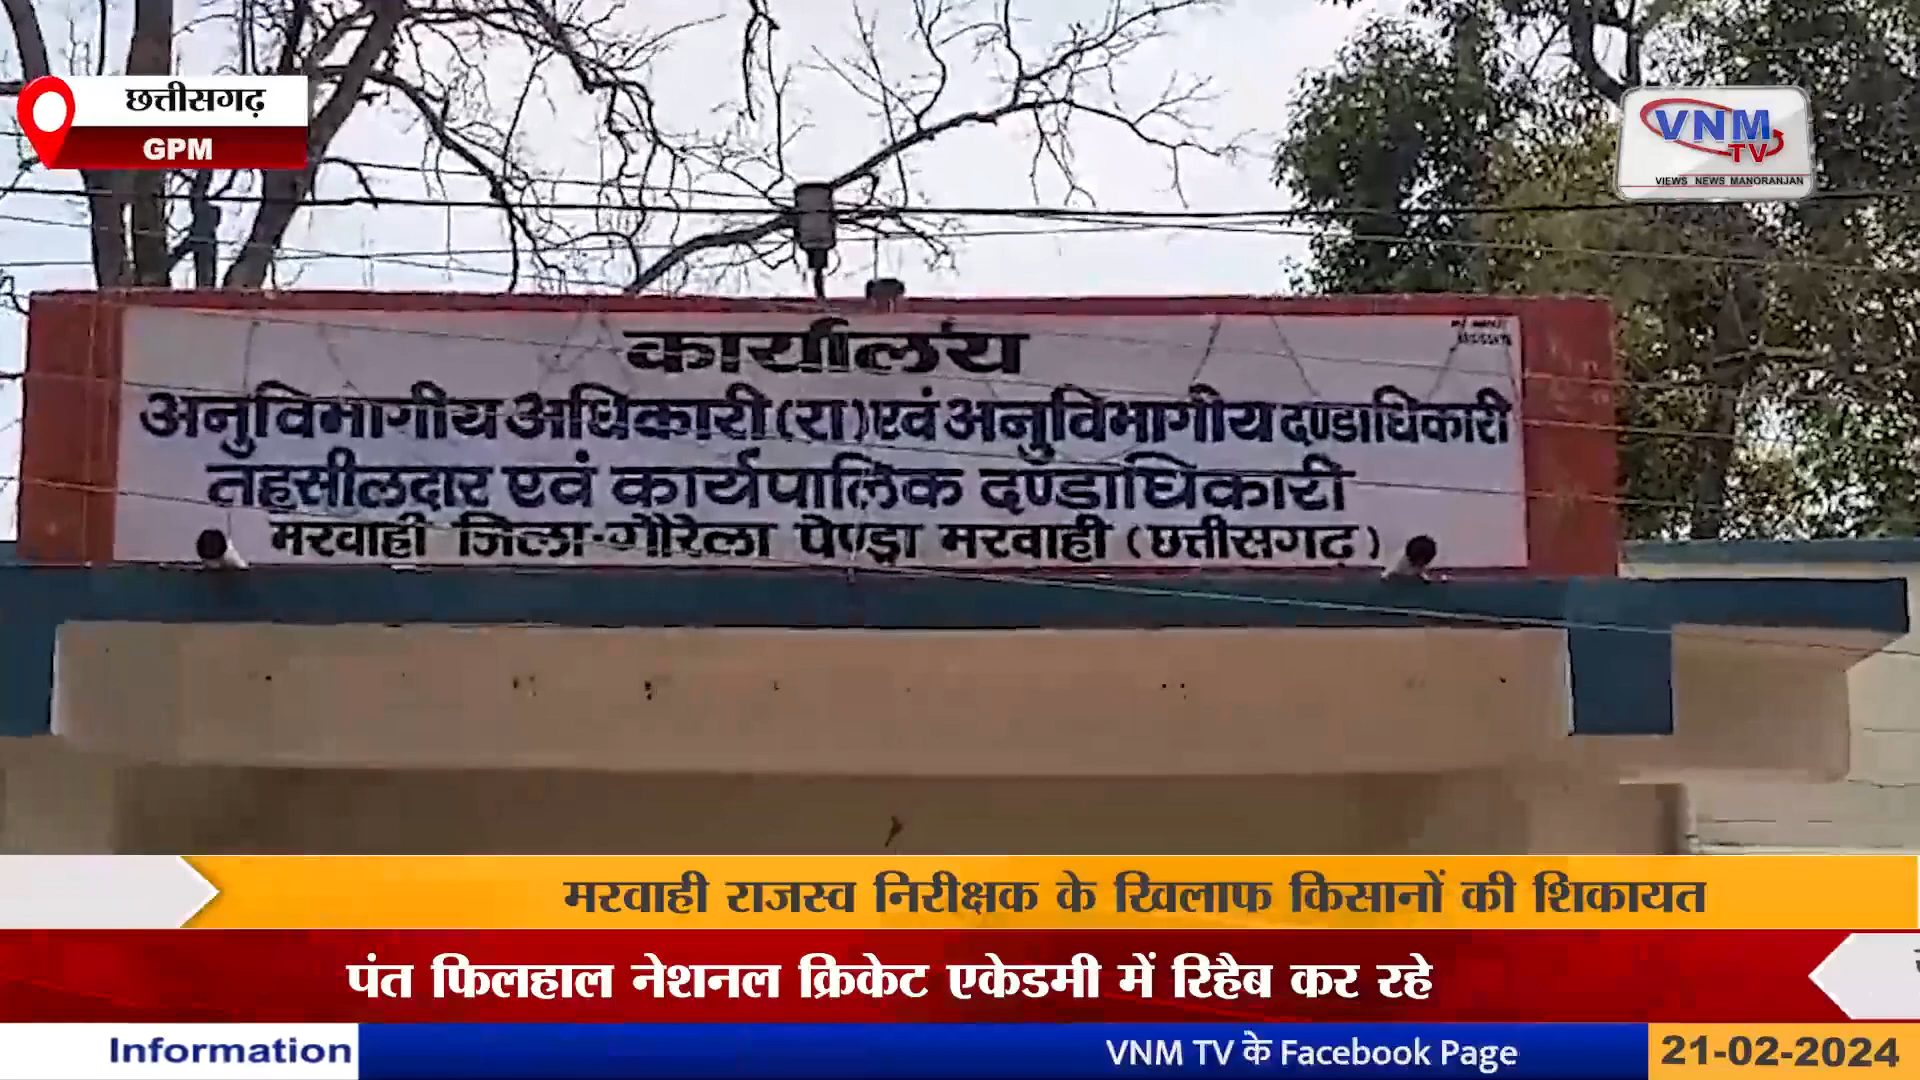 छत्तीसगढ़
GPM
VNM
TV
VIEWS NEWS MANORANJAN
कार्यालंय
अनुविभागीय अधिकारी (रा) एवं अनुविभागीय दण्डाधिकारी
तहसीलदार एवं कार्यपालिक दण्डाधिकारी
मरवाही जिला-गौरेला पेण्ड्रा मरवाही (छत्तीसगढ़)
मरवाही राजस्व निरीक्षक के खिलाफ किसानों की शिकायत
पंत फिलहाल नेशनल क्रिकेट एकेडमी में रिहैब कर रहे
Information
VNM TV के Facebook Page
21-02-2024